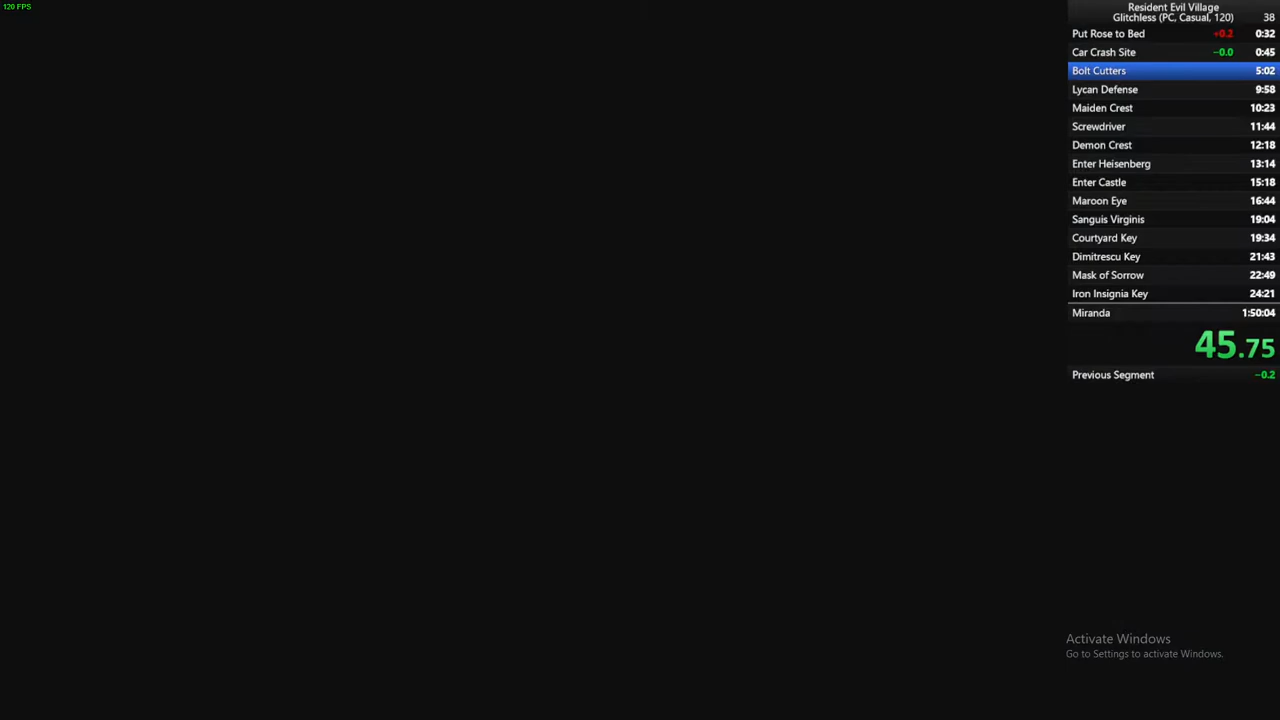 120 FPS
Resident Evil Village
Glitchless (PC, Casual, 120) 38
Put Rose to Bed +0.2 0:32
Car Crash Site −0.0 0:45
Bolt Cutters 5:02
Lycan Defense 9:58
Maiden Crest 10:23
Screwdriver 11:44
Demon Crest 12:18
Enter Heisenberg 13:14
Enter Castle 15:18
Maroon Eye 16:44
Sanguis Virginis 19:04
Courtyard Key 19:34
Dimitrescu Key 21:43
Mask of Sorrow 22:49
Iron Insignia Key 24:21
Miranda 1:50:04
45.75
Previous Segment −0.2
Activate Windows
Go to Settings to activate Windows.